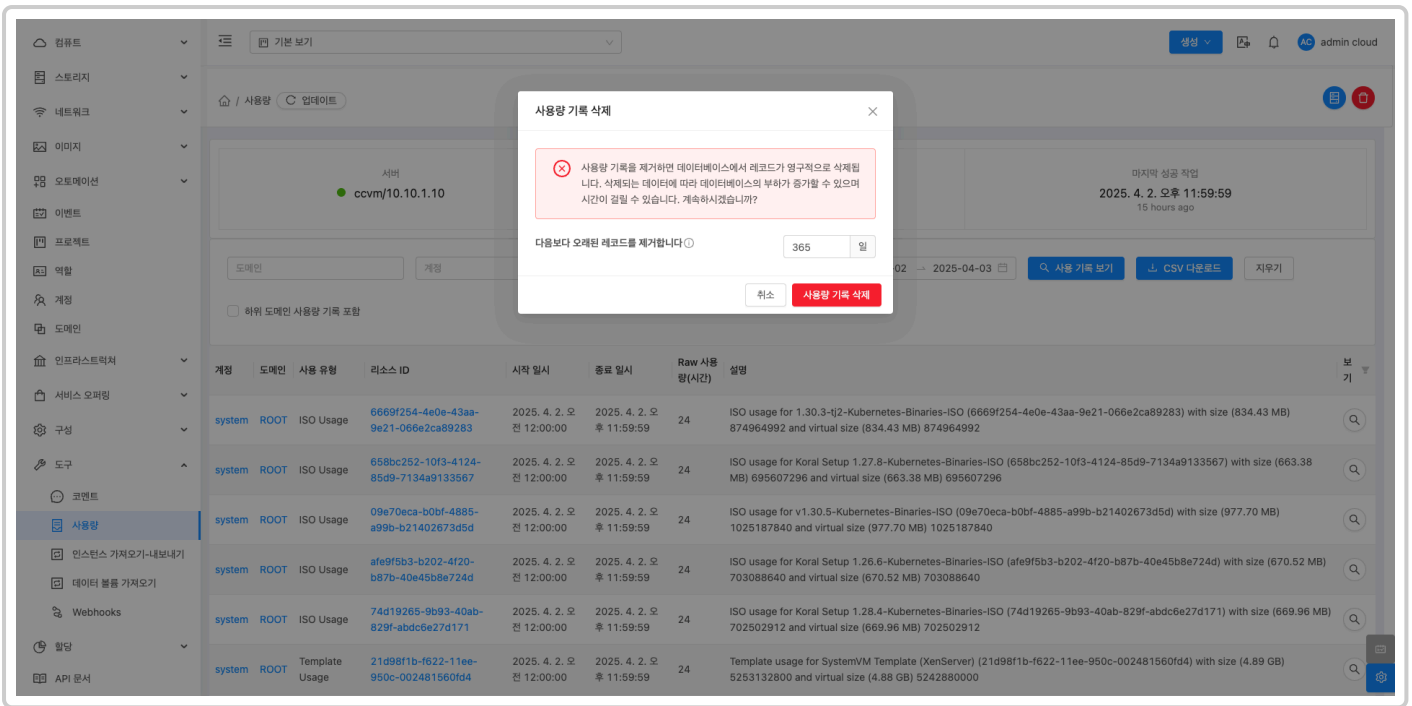 컴퓨트
스토리지
네트워크
이미지
오토메이션
이벤트
프로젝트
역할
계정
도메인
인프라스트럭쳐
서비스 오퍼링
구성
도구
코멘트
사용량
인스턴스 가져오기-내보내기
데이터 볼륨 가져오기
Webhooks
할당
API 문서
기본 보기
생성
AC
admin cloud
/ 사용량
업데이트
서버
ccvm/10.10.1.10
마지막 성공 작업
2025. 4. 2. 오후 11:59:59
15 hours ago
사용량 기록 삭제
사용량 기록을 제거하면 데이터베이스에서 레코드가 영구적으로 삭제됩
니다. 삭제되는 데이터에 따라 데이터베이스의 부하가 증가할 수 있으며
시간이 걸릴 수 있습니다. 계속하시겠습니까?
다음보다 오래된 레코드를 제거합니다
365
일
취소
사용량 기록 삭제
도메인
계정
02 → 2025-04-03
사용 기록 보기
CSV 다운로드
지우기
하위 도메인 사용량 기록 포함
계정 도메인 사용 유형 리소스 ID 시작 일시 종료 일시 Raw 사용 설명 보
량(시간) 기
system ROOT ISO Usage 6669f254-4e0e-43aa- 2025. 4. 2. 오 2025. 4. 2. 오 24 ISO usage for 1.30.3-tj2-Kubernetes-Binaries-ISO (6669f254-4e0e-43aa-9e21-066e2ca89283) with size (834.43 MB)
9e21-066e2ca89283 전 12:00:00 후 11:59:59 874964992 and virtual size (834.43 MB) 874964992
system ROOT ISO Usage 658bc252-10f3-4124- 2025. 4. 2. 오 2025. 4. 2. 오 24 ISO usage for Koral Setup 1.27.8-Kubernetes-Binaries-ISO (658bc252-10f3-4124-85d9-7134a9133567) with size (663.38
85d9-7134a9133567 전 12:00:00 후 11:59:59 MB) 695607296 and virtual size (663.38 MB) 695607296
system ROOT ISO Usage 09e70eca-b0bf-4885- 2025. 4. 2. 오 2025. 4. 2. 오 24 ISO usage for v1.30.5-Kubernetes-Binaries-ISO (09e70eca-b0bf-4885-a99b-b21402673d5d) with size (977.70 MB)
a99b-b21402673d5d 전 12:00:00 후 11:59:59 1025187840 and virtual size (977.70 MB) 1025187840
system ROOT ISO Usage afe9f5b3-b202-4f20- 2025. 4. 2. 오 2025. 4. 2. 오 24 ISO usage for Koral Setup 1.26.6-Kubernetes-Binaries-ISO (afe9f5b3-b202-4f20-b87b-40e45b8e724d) with size (670.52 MB)
b87b-40e45b8e724d 전 12:00:00 후 11:59:59 703088640 and virtual size (670.52 MB) 703088640
system ROOT ISO Usage 74d19265-9b93-40ab- 2025. 4. 2. 오 2025. 4. 2. 오 24 ISO usage for Koral Setup 1.28.4-Kubernetes-Binaries-ISO (74d19265-9b93-40ab-829f-abdc6e27d171) with size (669.96 MB)
829f-abdc6e27d171 전 12:00:00 후 11:59:59 702502912 and virtual size (669.96 MB) 702502912
system ROOT Template 21d98f1b-f622-11ee- 2025. 4. 2. 오 2025. 4. 2. 오 24 Template usage for SystemVM Template (XenServer) (21d98f1b-f622-11ee-950c-002481560fd4) with size (4.89 GB)
Usage 950c-002481560fd4 전 12:00:00 후 11:59:59 5253132800 and virtual size (4.88 GB) 5242880000